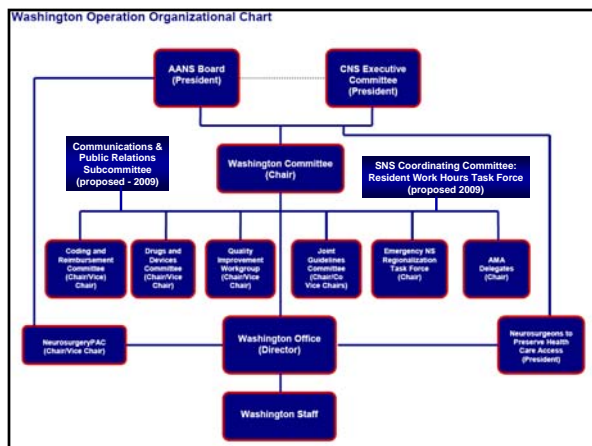 Washington Operation Organizational Chart
AANS Board
(President)
CNS Executive
Committee
(President)
Communications &
Public Relations
Subcommittee
(proposed - 2009)
Washington Committee
(Chair)
SNS Coordinating Committee:
Resident Work Hours Task Force
(proposed 2009)
Coding and
Reimbursement
Committee
(Chair/Vice)
Chair)
Drugs and
Devices
Committee
(Chair/Vice
Chair)
Quality
Improvement
Workgroup
(Chair/Vice
Chair)
Joint
Guidelines
Committee
(Chair/Co
Vice Chairs)
Emergency NS
Regionalization
Task Force
(Chair)
AMA
Delegates
(Chair)
NeurosurgeryPAC
(Chair/Vice Chair)
Washington Office
(Director)
Neurosurgeons to
Preserve Health
Care Access
(President)
Washington Staff